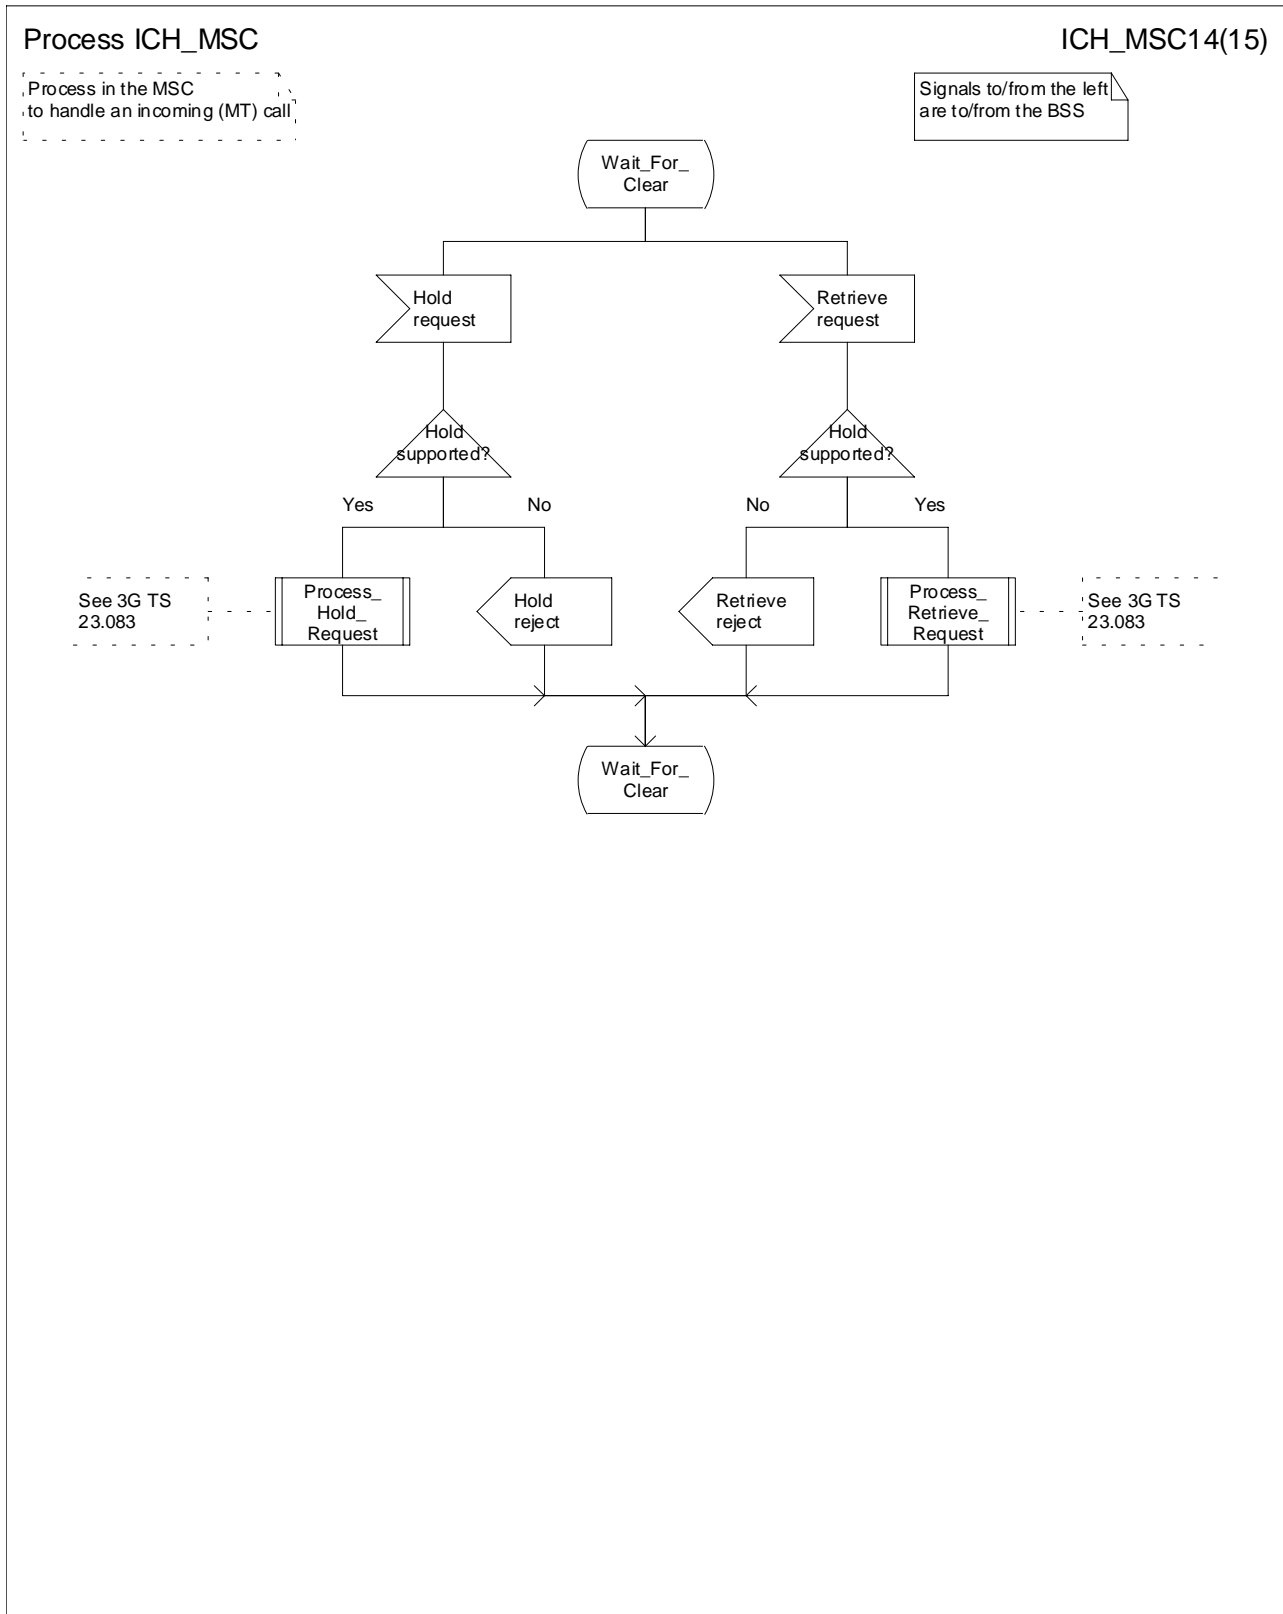 Process ICH_MSC
ICH_MSC14(15)
Process in the MSC
to handle an incoming (MT) call
Signals to/from the left
are to/from the BSS
Wait_For_
Clear
Hold
request
Retrieve
request
Hold
supported?
Hold
supported?
Yes
No
No
Yes
See 3G TS
23.083
Process_
Hold_
Request
Hold
reject
Retrieve
reject
Process_
Retrieve_
Request
See 3G TS
23.083
Wait_For_
Clear